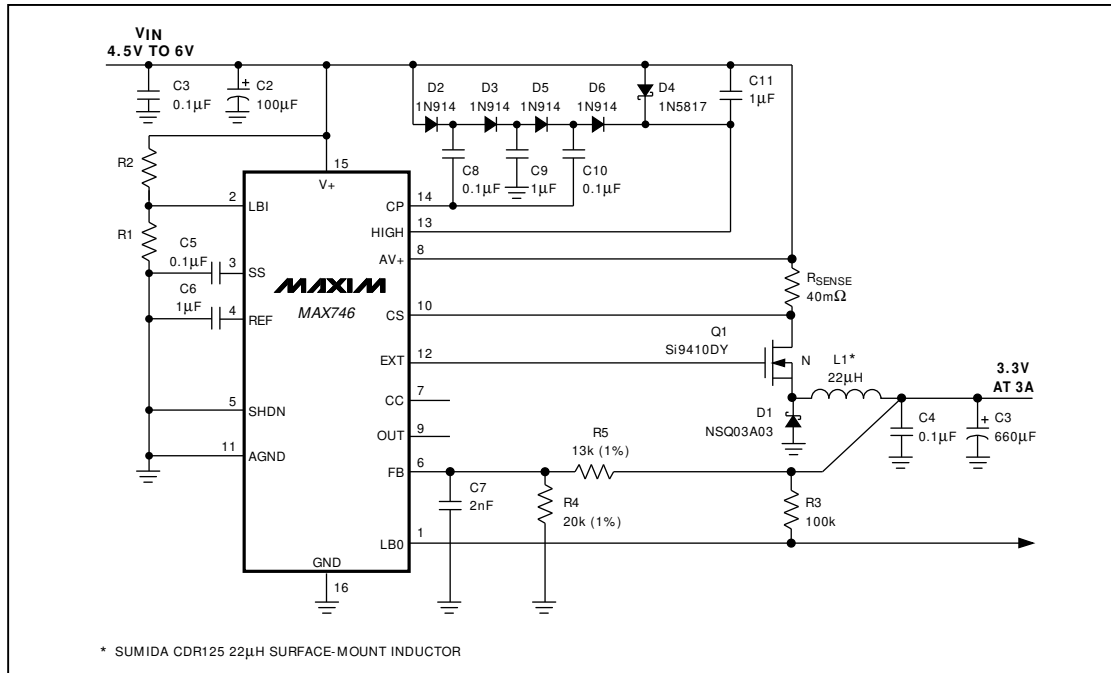 VIN
4.5V TO 6V
C3
0.1µF
C2
100µF
+
D2
1N914
D3
1N914
D5
1N914
D6
1N914
D4
1N5817
C11
1µF
R2
R1
C8
0.1µF
C9
1µF
C10
0.1µF
15
V+
2
LBI
C5
0.1µF
3
SS
C6
1µF
4
REF
5
SHDN
11
AGND
MAXIM
MAX746
CP
14
HIGH
13
AV+
8
CS
10
EXT
12
CC
7
OUT
9
FB
6
LB0
1
GND
16
RSENSE
40mΩ
Q1
Si9410DY
N
L1*
22µH
3.3V
AT 3A
D1
NSQ03A03
C4
0.1µF
+
C3
660µF
R5
13k (1%)
C7
2nF
R4
20k (1%)
R3
100k
* SUMIDA CDR125 22µH SURFACE-MOUNT INDUCTOR